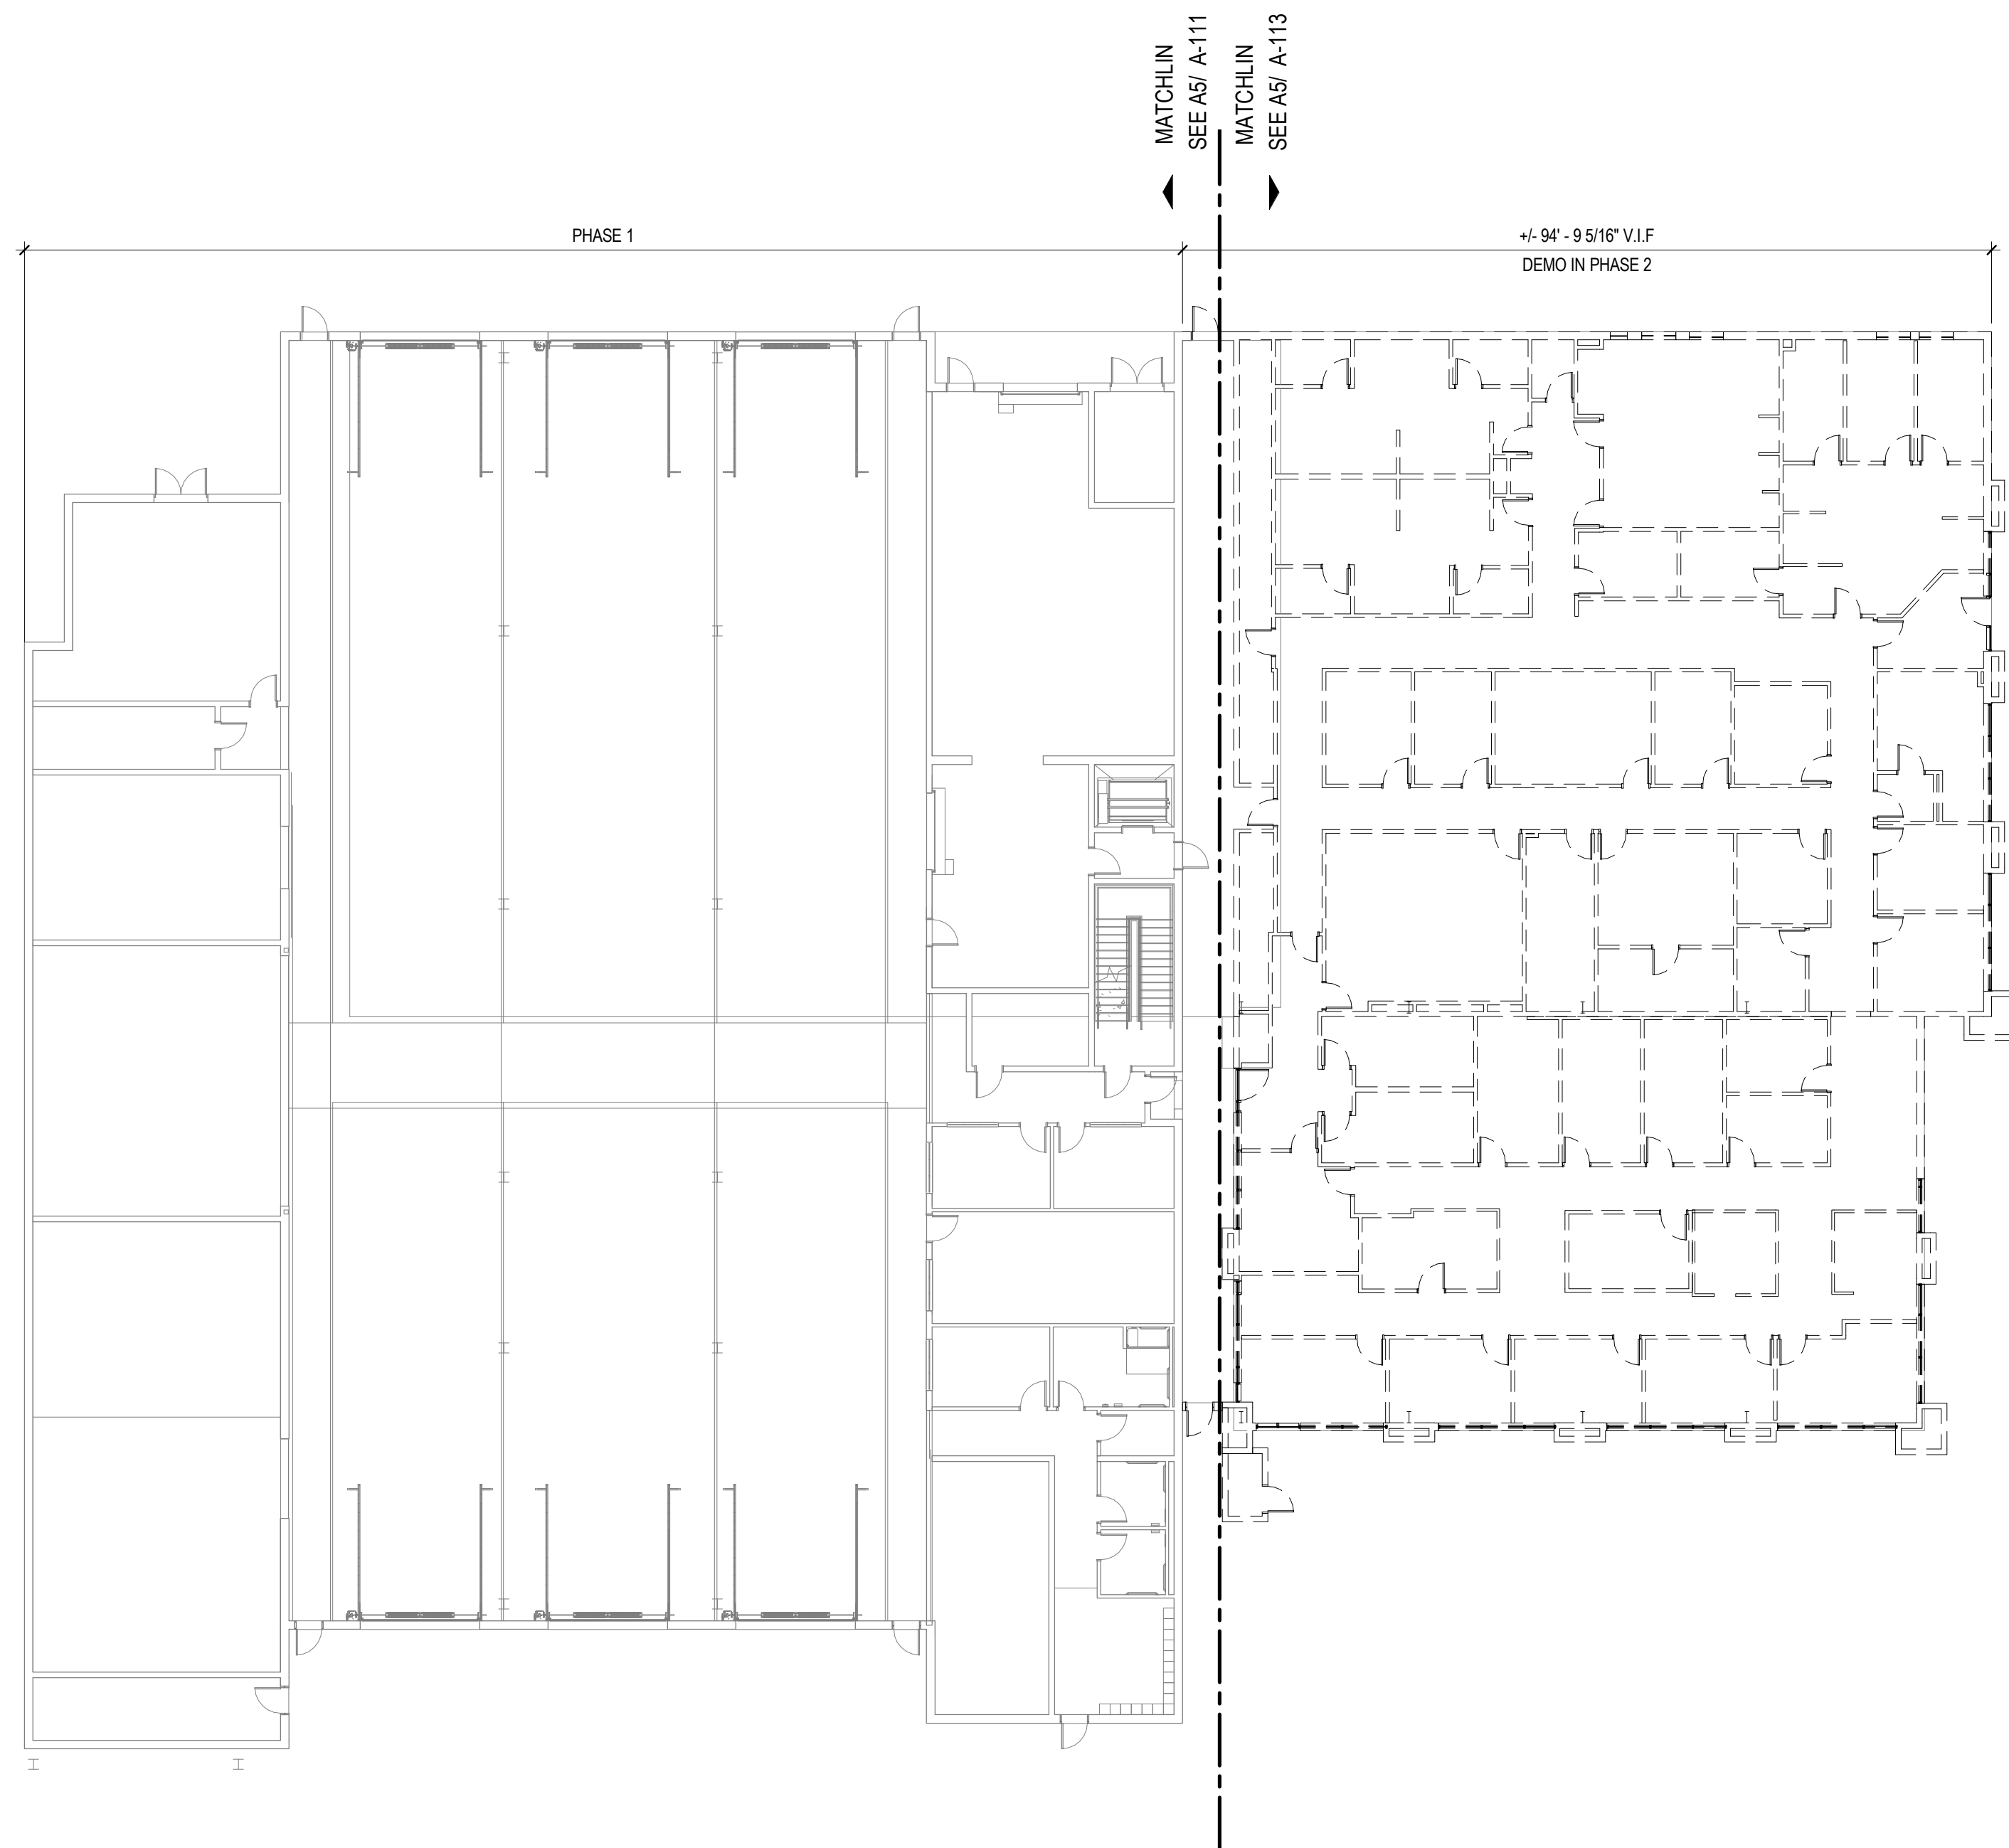 MATCHLIN
SEE A5/ A-111
MATCHLIN
SEE A5/ A-113
PHASE 1
+/- 94' - 9 5/16" V.I.F
DEMO IN PHASE 2